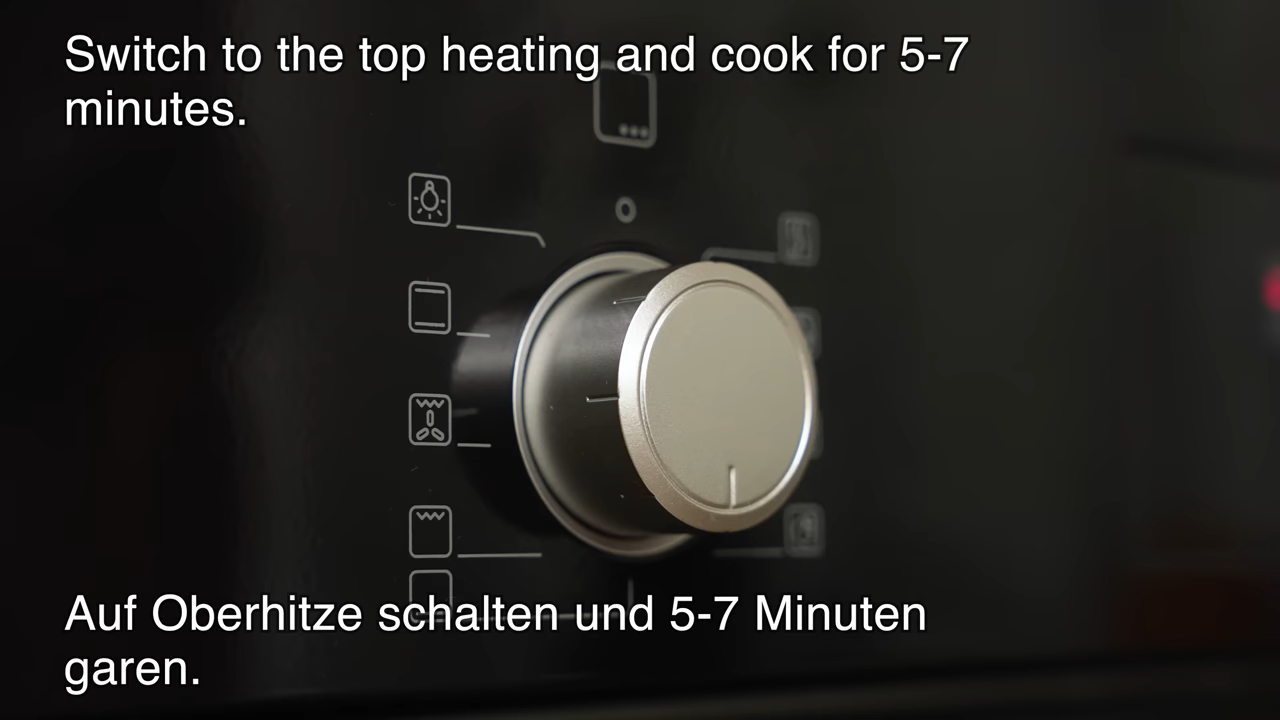 Switch to the top heating and cook for 5-7
minutes.
Auf Oberhitze schalten und 5-7 Minuten
garen.